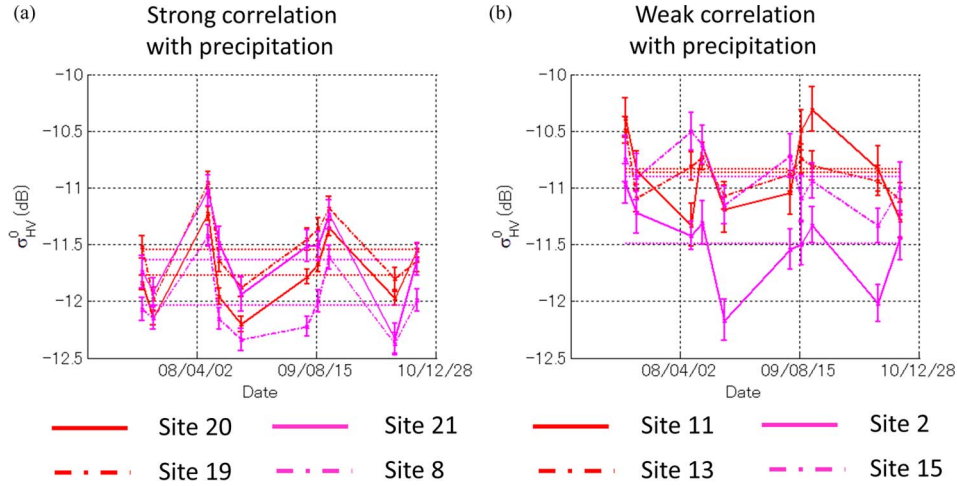 (a)
Strong correlation
with precipitation
-10
-10.5
-11
-11.5
-12
-12.5
σ⁰HV (dB)
08/04/02
09/08/15
10/12/28
Date
Site 20
Site 21
Site 19
Site 8
(b)
Weak correlation
with precipitation
-10
-10.5
-11
-11.5
-12
-12.5
σ⁰HV (dB)
08/04/02
09/08/15
10/12/28
Date
Site 11
Site 2
Site 13
Site 15